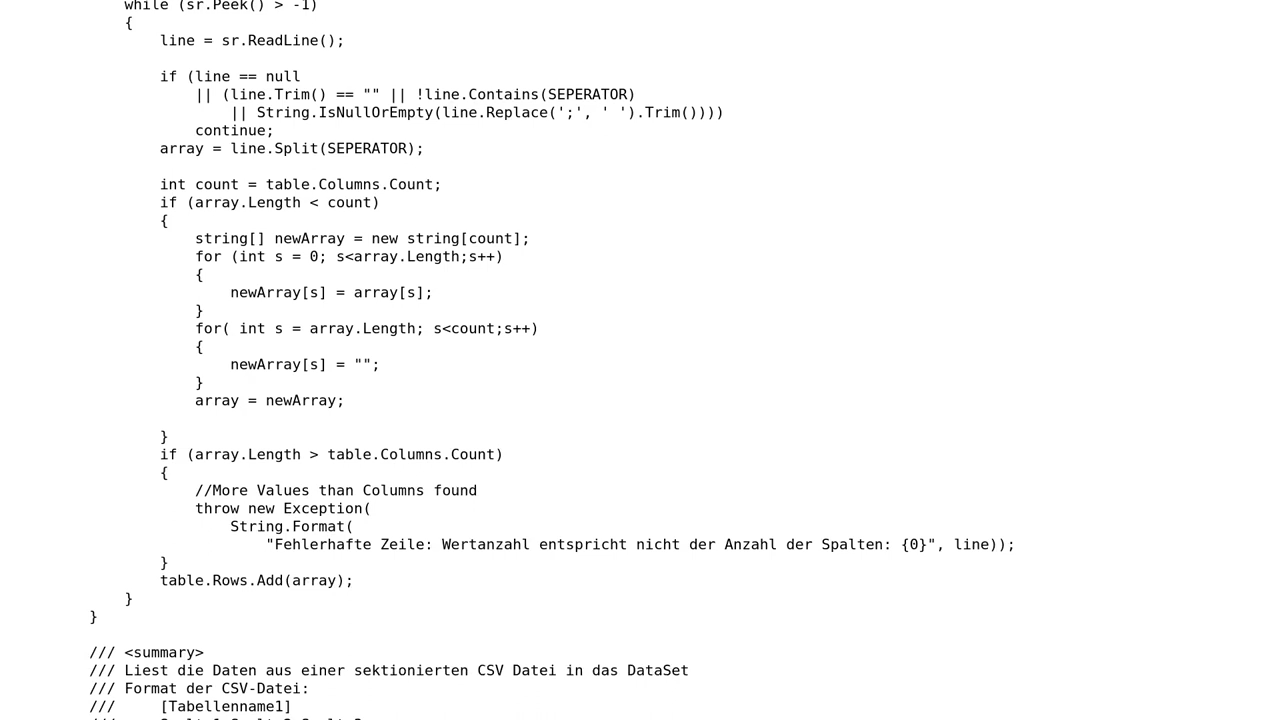 while (sr.Peek() > -1)
{
line = sr.ReadLine();
if (line == null
|| (line.Trim() == "" || !line.Contains(SEPERATOR)
|| String.IsNullOrEmpty(line.Replace(';', ' ').Trim())))
continue;
array = line.Split(SEPERATOR);
int count = table.Columns.Count;
if (array.Length < count)
{
string[] newArray = new string[count];
for (int s = 0; s<array.Length;s++)
{
newArray[s] = array[s];
}
for( int s = array.Length; s<count;s++)
{
newArray[s] = "";
}
array = newArray;
}
if (array.Length > table.Columns.Count)
{
//More Values than Columns found
throw new Exception(
String.Format(
"Fehlerhafte Zeile: Wertanzahl entspricht nicht der Anzahl der Spalten: {0}", line));
}
table.Rows.Add(array);
}
}
/// <summary>
/// Liest die Daten aus einer sektionierten CSV Datei in das DataSet
/// Format der CSV-Datei:
/// [Tabellenname1]